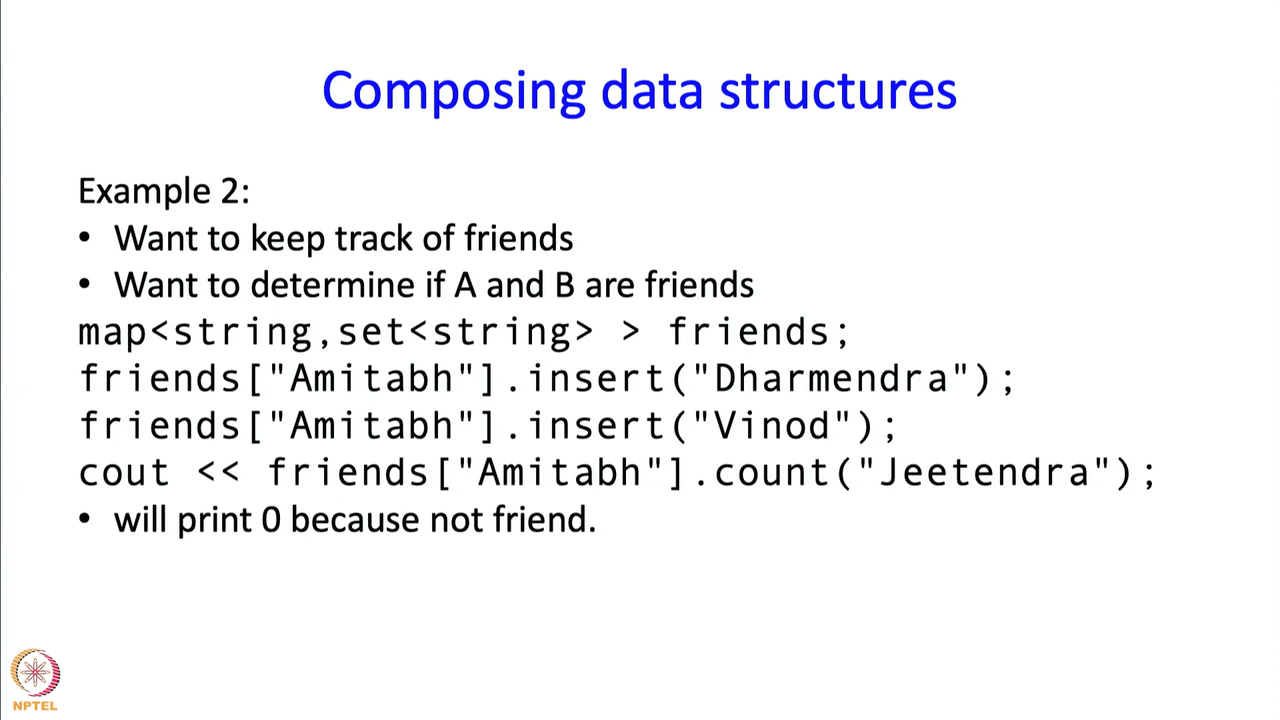 Composing data structures
Example 2:
• Want to keep track of friends
• Want to determine if A and B are friends
map<string,set<string> > friends;
friends["Amitabh"].insert("Dharmendra");
friends["Amitabh"].insert("Vinod");
cout << friends["Amitabh"].count("Jeetendra");
• will print 0 because not friend.
NPTEL